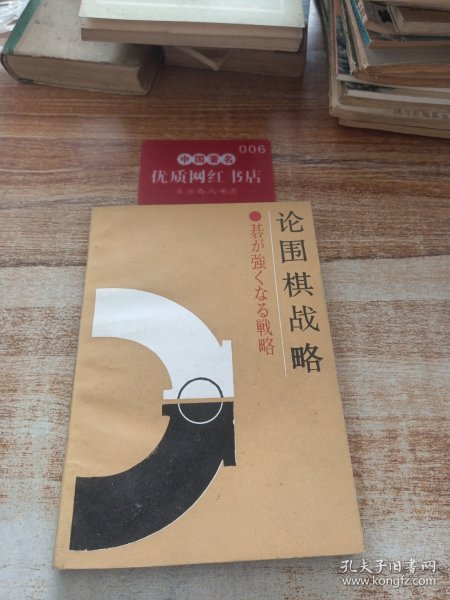 006
中国著名
优质网红书店
论围棋战略
●碁が強くなる戦略
孔夫子旧书网
www.kongfz.com